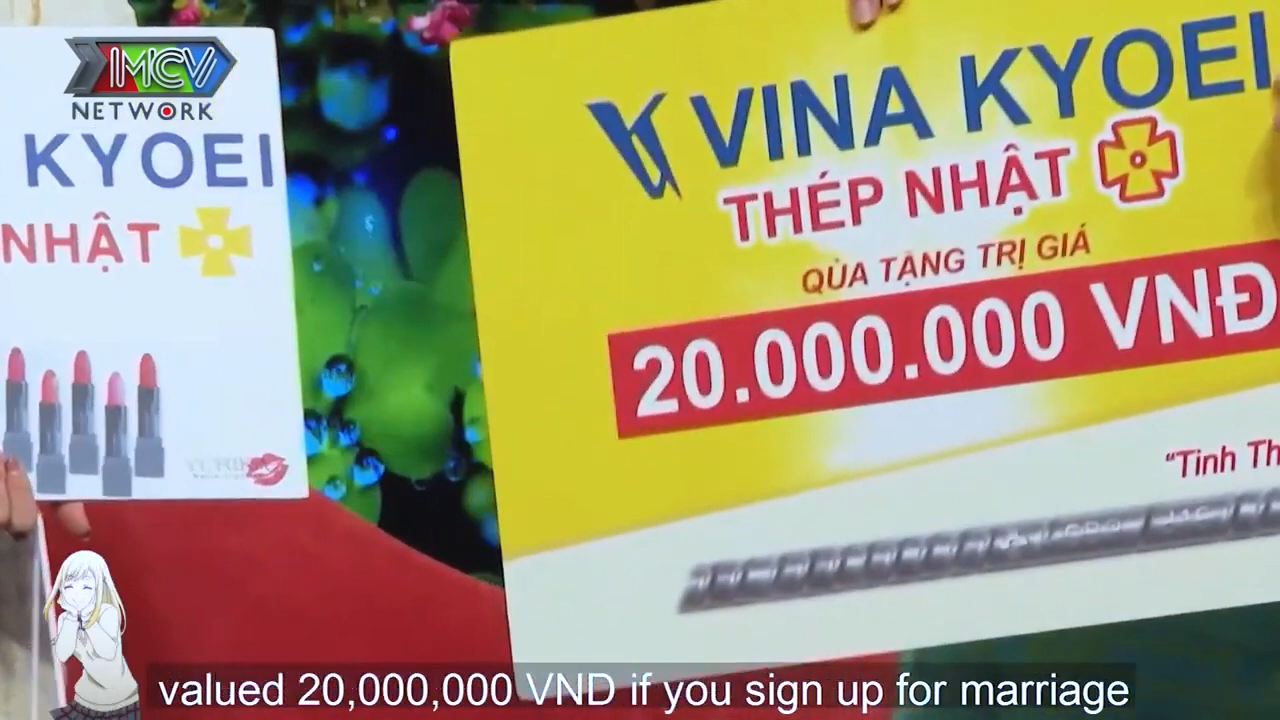 MCV
NETWORK
KYOEI
NHẬT
VINA KYOEI
THÉP NHẬT
QÙA TẶNG TRỊ GIÁ
20.000.000 VNĐ
"Tinh Th
valued 20,000,000 VND if you sign up for marriage